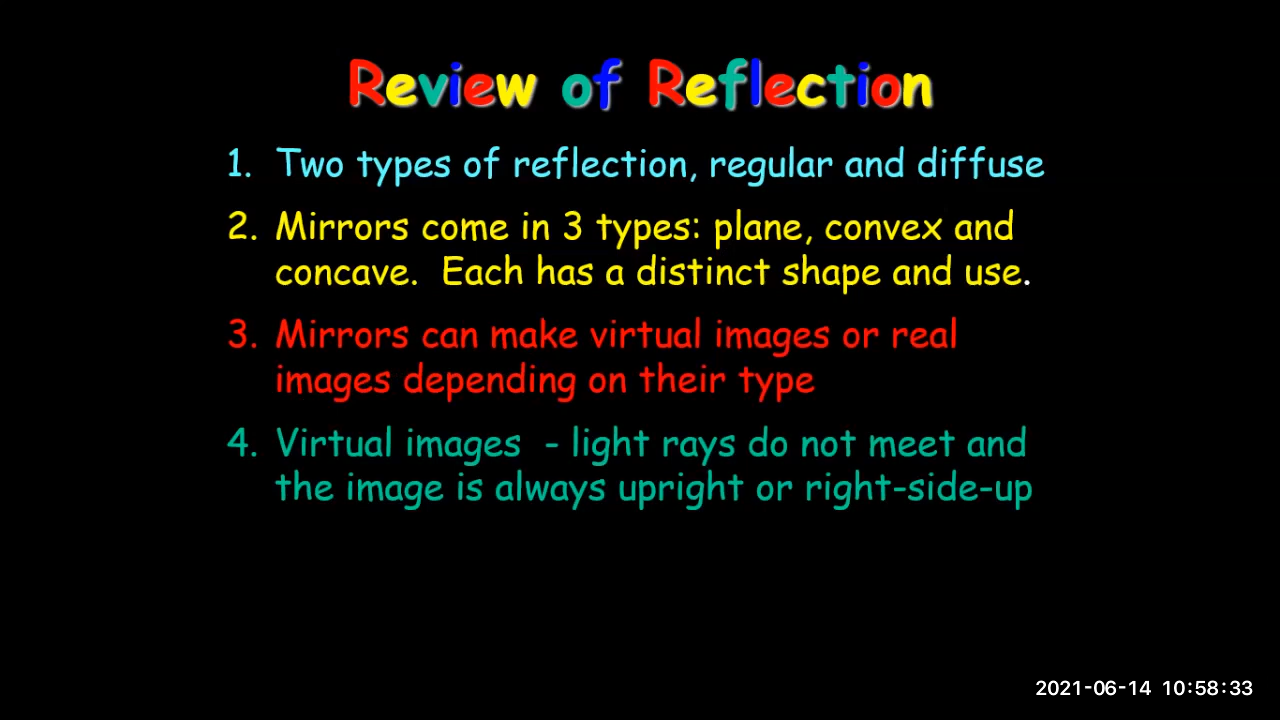 Review of Reflection
1. Two types of reflection, regular and diffuse
2. Mirrors come in 3 types: plane, convex and
concave.  Each has a distinct shape and use.
3. Mirrors can make virtual images or real
images depending on their type
4. Virtual images  - light rays do not meet and
the image is always upright or right-side-up
2021-06-14 10:58:33